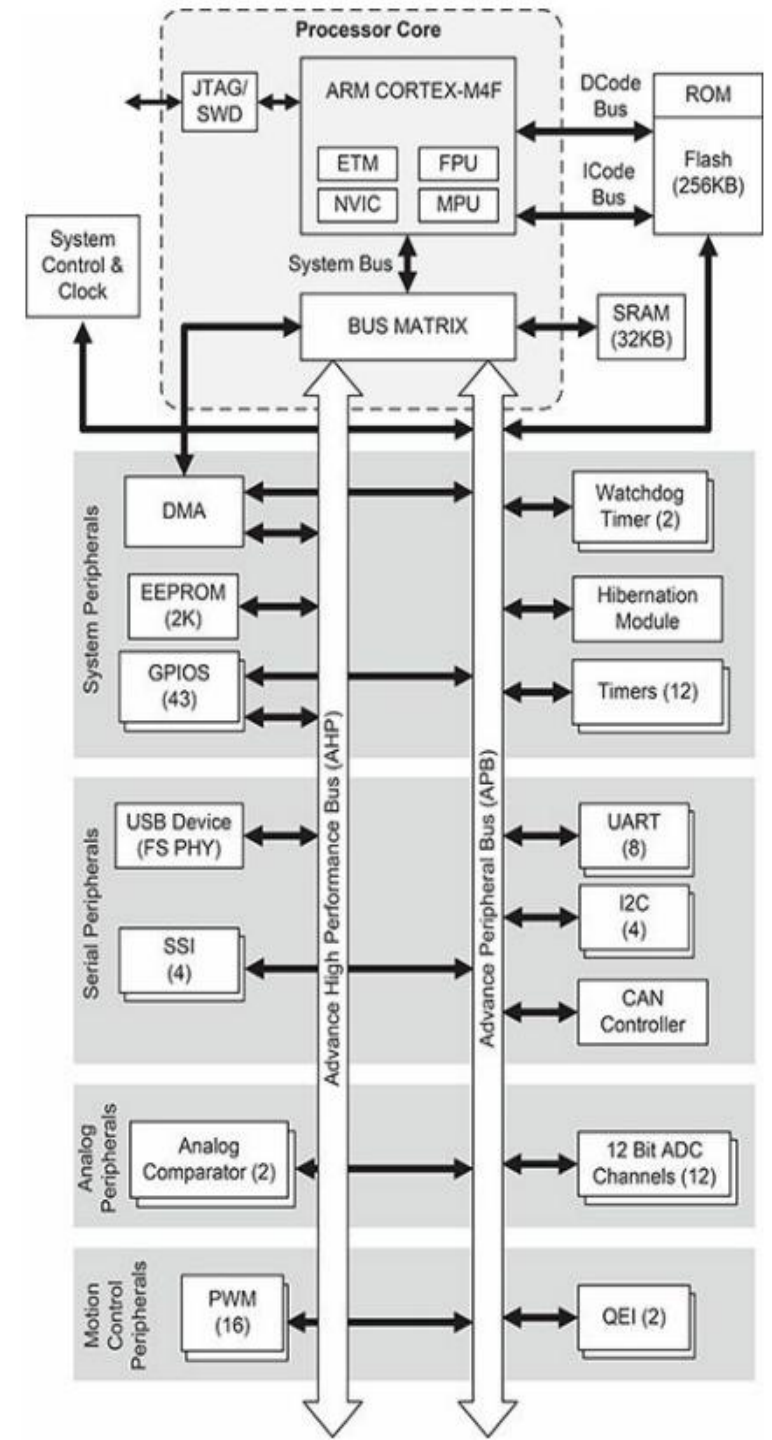 Processor Core
JTAG/
SWD
ARM CORTEX-M4F
ETM
FPU
NVIC
MPU
DCode
Bus
ICode
Bus
ROM
Flash
(256KB)
System
Control &
Clock
System Bus
BUS MATRIX
SRAM
(32KB)
System Peripherals
DMA
EEPROM
(2K)
GPIOS
(43)
Watchdog
Timer (2)
Hibernation
Module
Timers (12)
Advance High Performance Bus (AHP)
Advance Peripheral Bus (APB)
Serial Peripherals
USB Device
(FS PHY)
SSI
(4)
UART
(8)
I2C
(4)
CAN
Controller
Analog
Peripherals
Analog
Comparator (2)
12 Bit ADC
Channels (12)
Motion
Control
Peripherals
PWM
(16)
QEI (2)